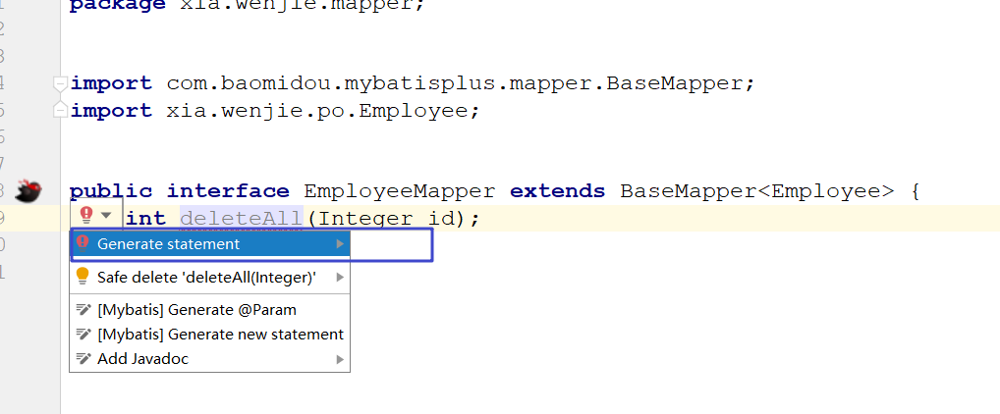 package xia.wenjie.mapper;
import com.baomidou.mybatisplus.mapper.BaseMapper;
import xia.wenjie.po.Employee;
public interface EmployeeMapper extends BaseMapper<Employee> {
int deleteAll(Integer id);
Generate statement
Safe delete 'deleteAll(Integer)'
[Mybatis] Generate @Param
[Mybatis] Generate new statement
Add Javadoc